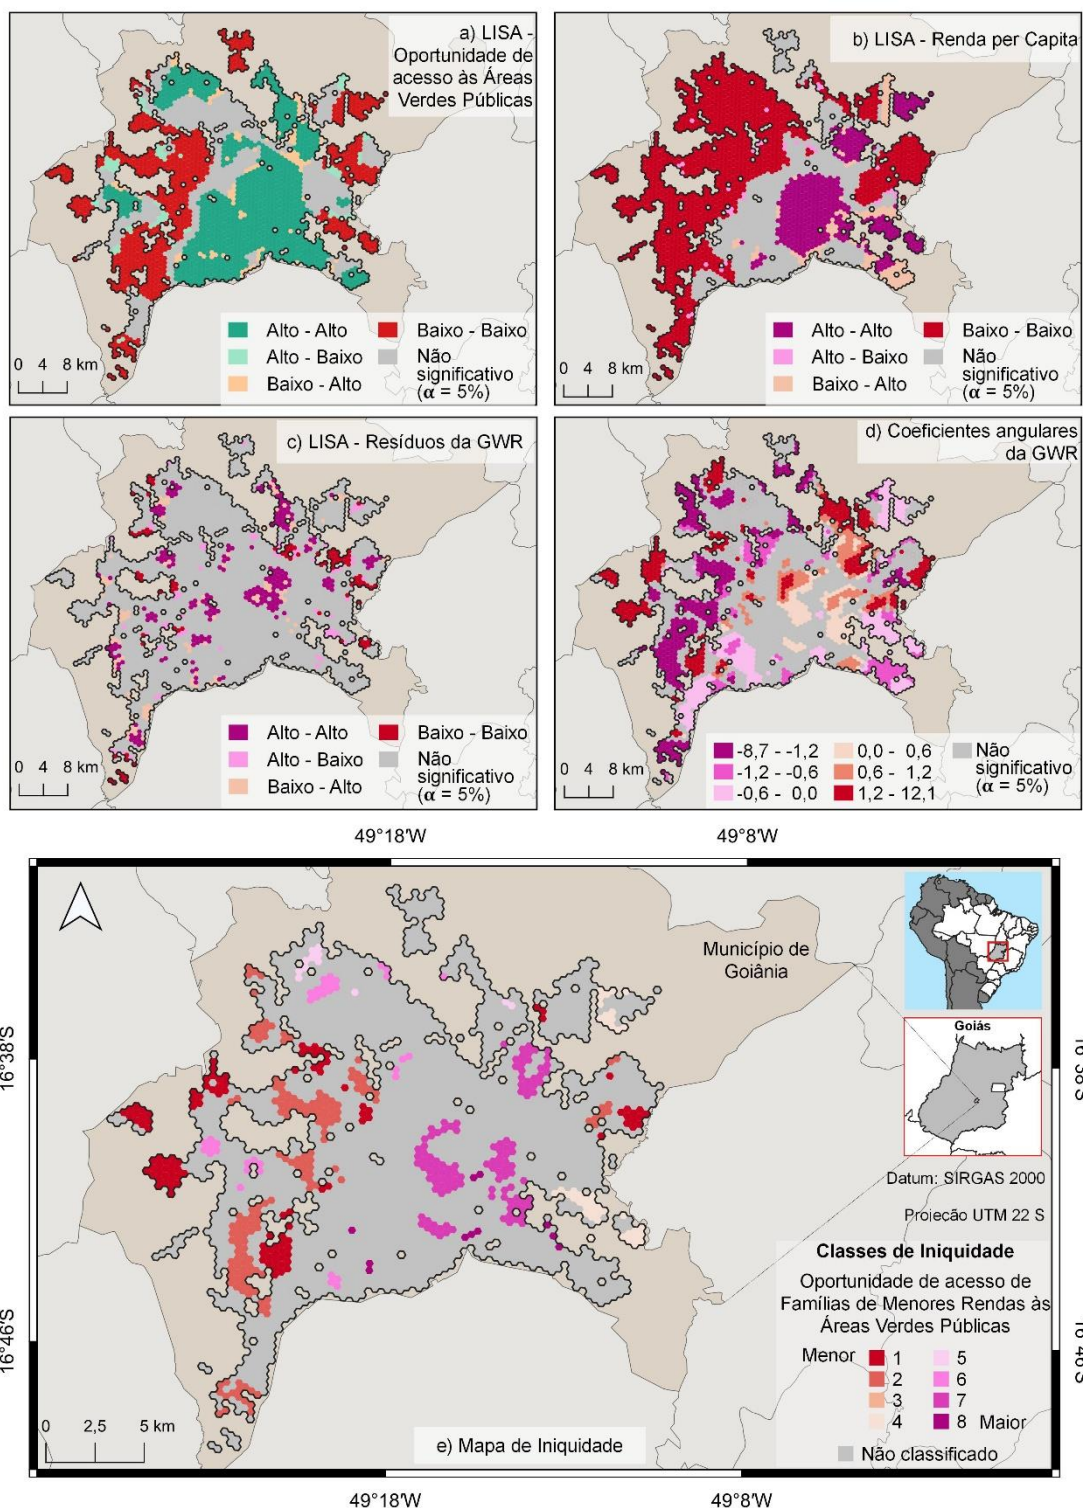 a) LISA -
Oportunidade de
acesso às Áreas
Verdes Públicas
Alto - Alto
Baixo - Baixo
Alto - Baixo
Não
significativo
(α = 5%)
Baixo - Alto
0 4 8 km
b) LISA - Renda per Capita
Alto - Alto
Baixo - Baixo
Alto - Baixo
Não
significativo
(α = 5%)
Baixo - Alto
0 4 8 km
c) LISA - Resíduos da GWR
Alto - Alto
Baixo - Baixo
Alto - Baixo
Não
significativo
(α = 5%)
Baixo - Alto
0 4 8 km
d) Coeficientes angulares
da GWR
-8,7 - -1,2
-1,2 - -0,6
-0,6 - 0,0
0,0 - 0,6
0,6 - 1,2
1,2 - 12,1
Não
significativo
(α = 5%)
0 4 8 km
49°18'W 49°8'W
Município de
Goiânia
Goiás
16°38'S
16°46'S
Datum: SIRGAS 2000
Projecão UTM 22 S
Classes de Iniquidade
Oportunidade de acesso de
Famílias de Menores Rendas às
Áreas Verdes Públicas
Menor 1 5
2 6
3 7
4 8 Maior
Não classificado
0 2,5 5 km
e) Mapa de Iniquidade
49°18'W 49°8'W